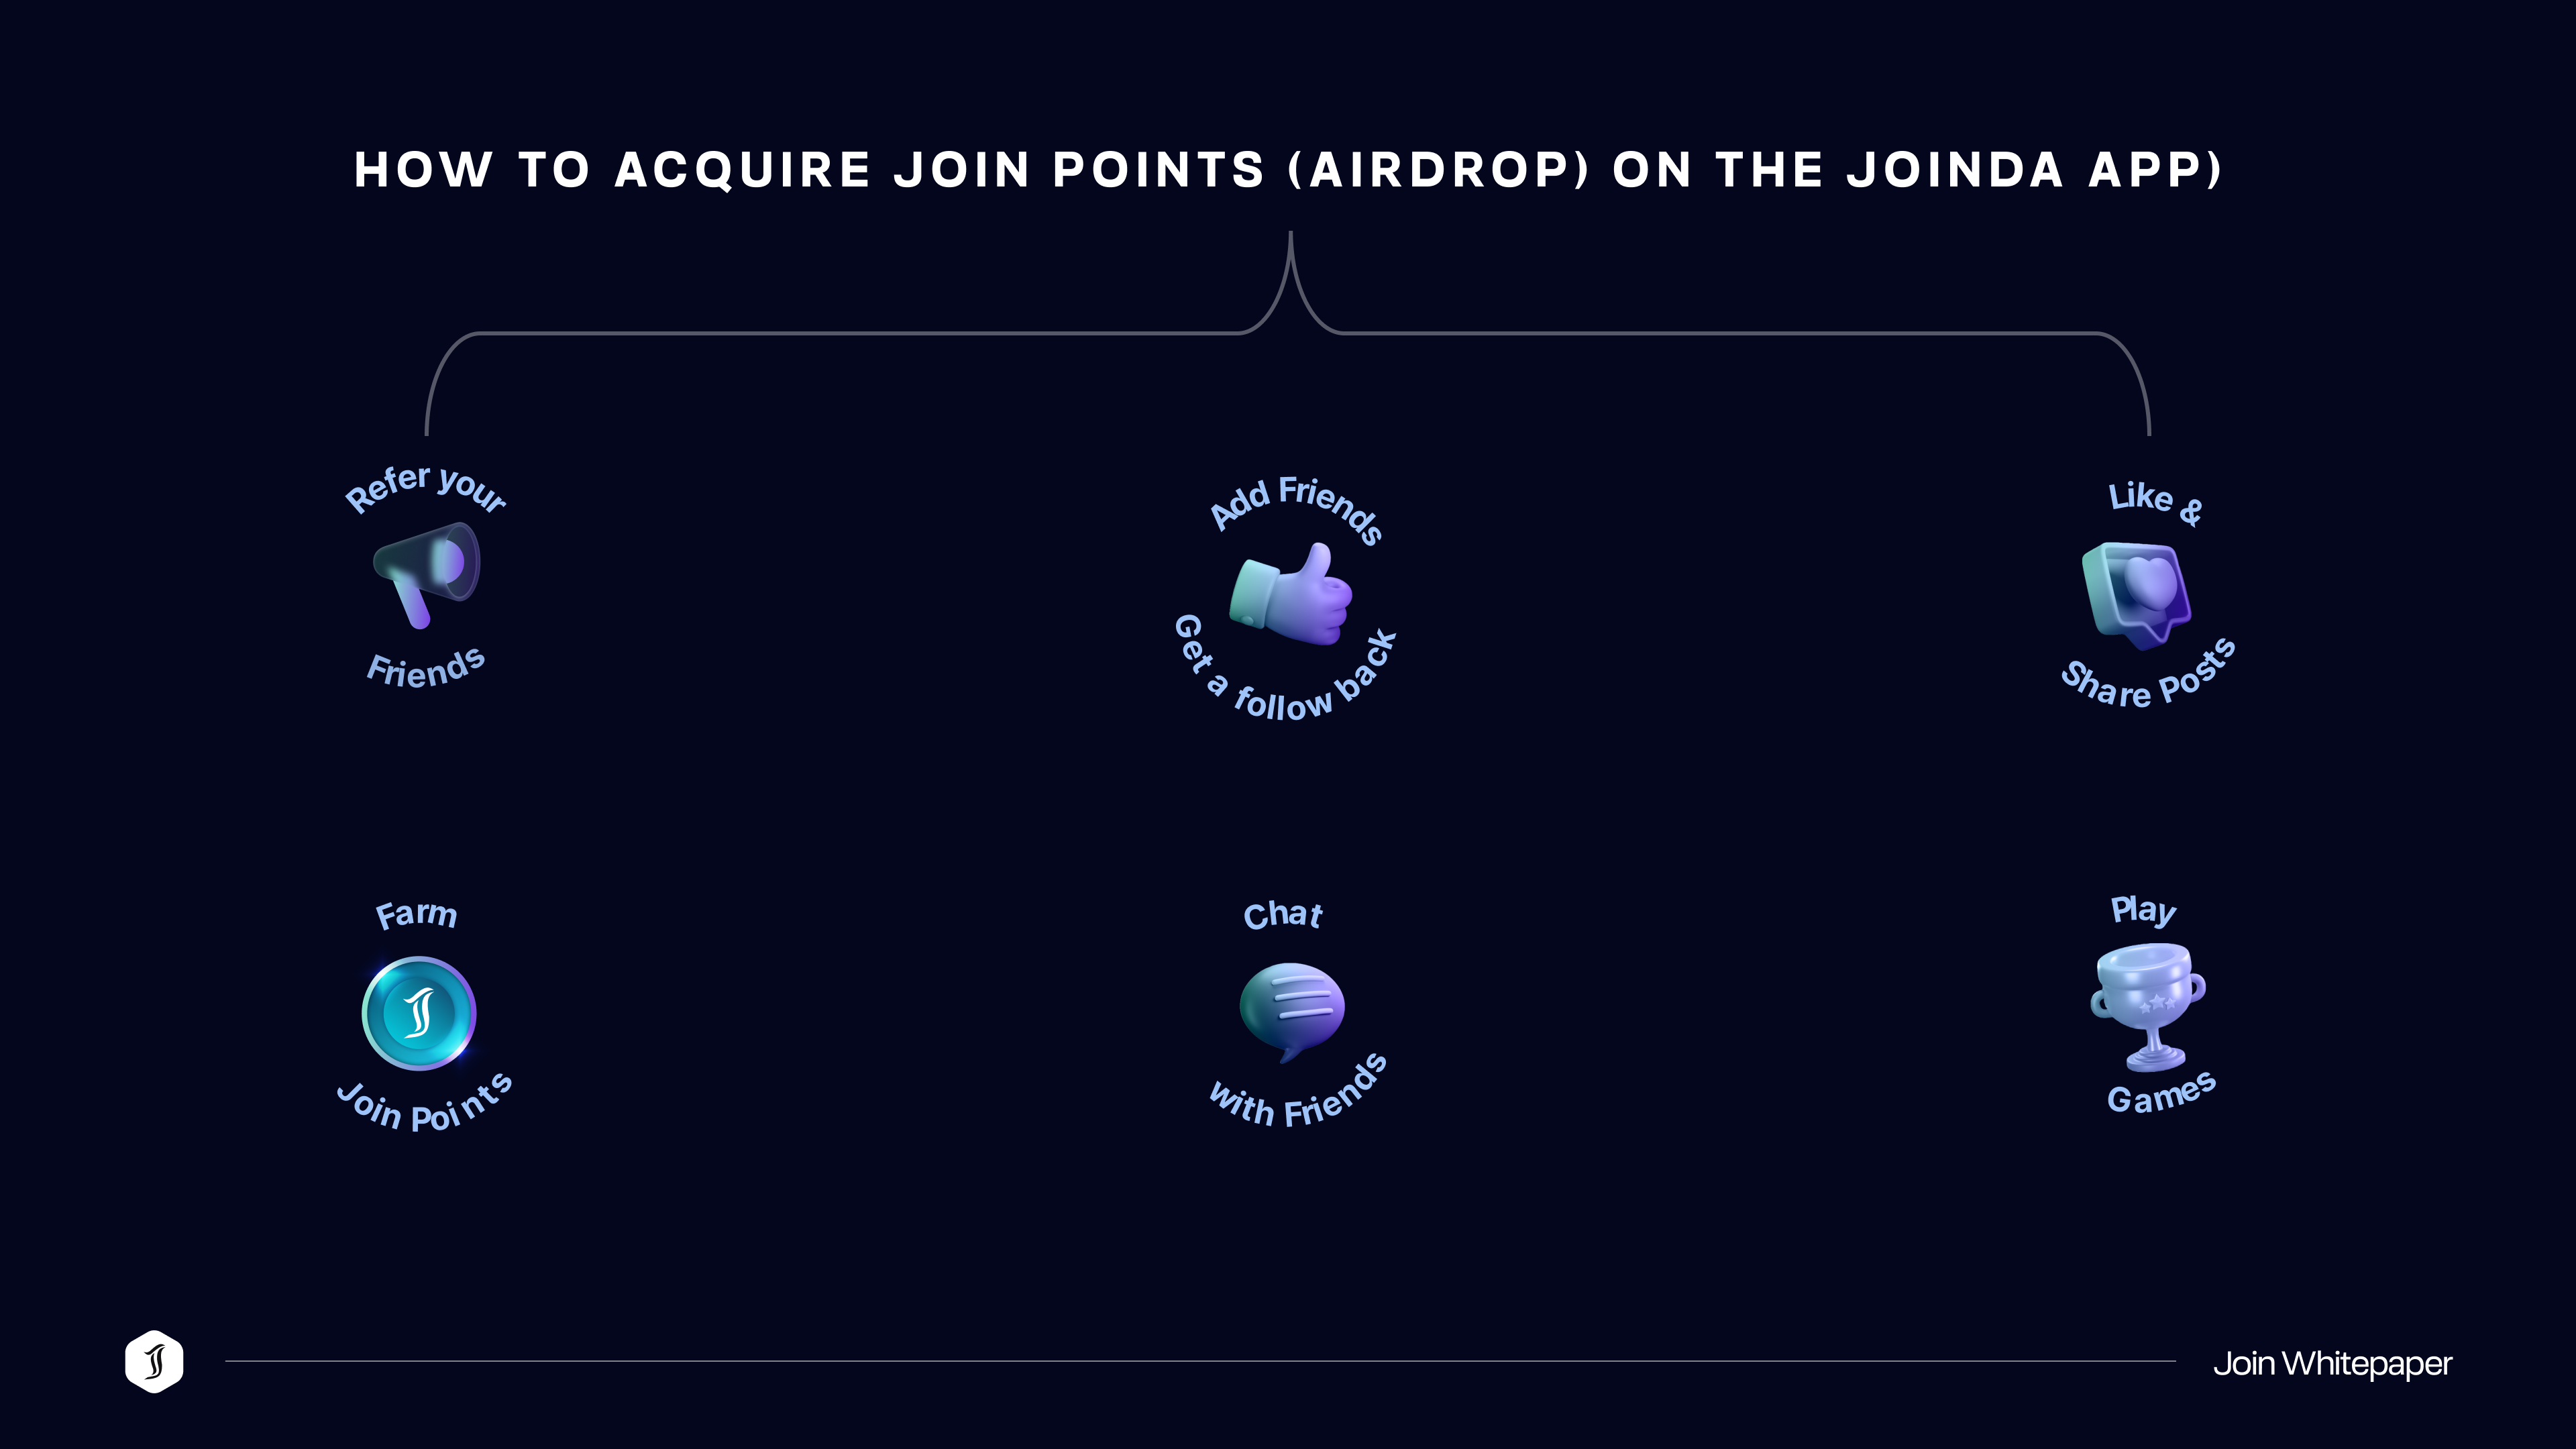 HOW TO ACQUIRE JOIN POINTS (AIRDROP) ON THE JOINDA APP)
Refer your
Friends
Add Friends
Get a follow back
Like &
Share Posts
Farm
Join Points
Chat
with Friends
Play
Games
Join Whitepaper